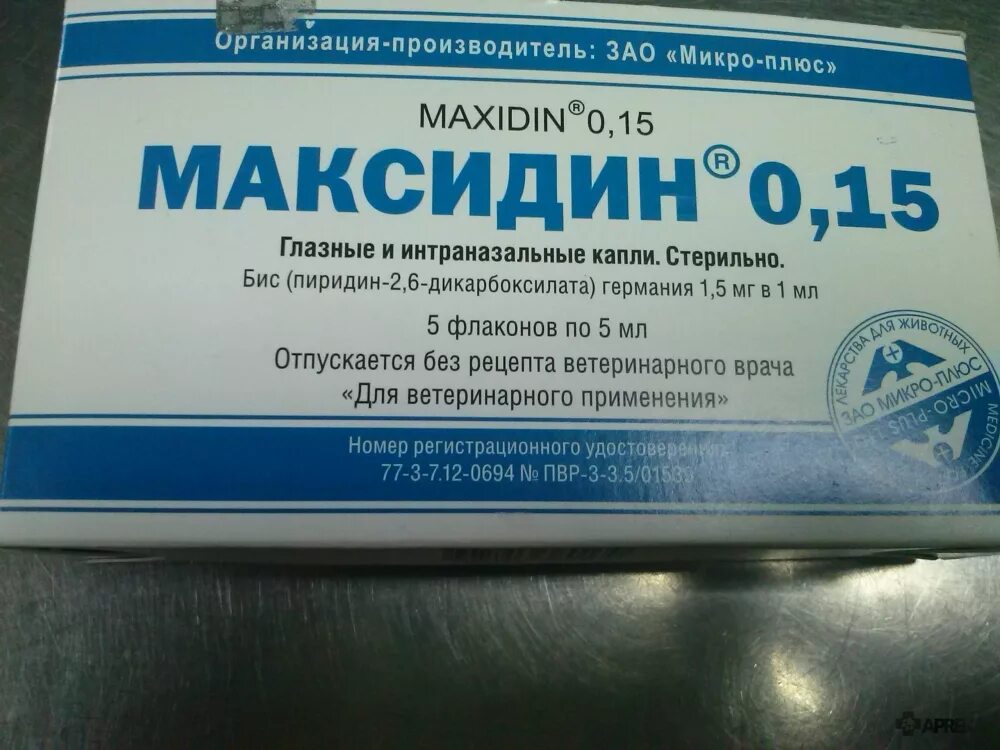 Организация-производитель: ЗАО «Микро-плюс»
MAXIDIN® 0,15
МАКСИДИН® 0,15
Глазные и интраназальные капли. Стерильно.
Бис (пиридин-2,6-дикарбоксилата) германия 1,5 мг в 1 мл
5 флаконов по 5 мл
Отпускается без рецепта ветеринарного врача
«Для ветеринарного применения»
ЛЕКАРСТВА ДЛЯ ЖИВОТНЫХ
ЗАО МИКРО-ПЛЮС
MICRO-PLUS
Номер регистрационного удостоверения
77-3-7.12-0694 № ПВР-3-3.5/01533